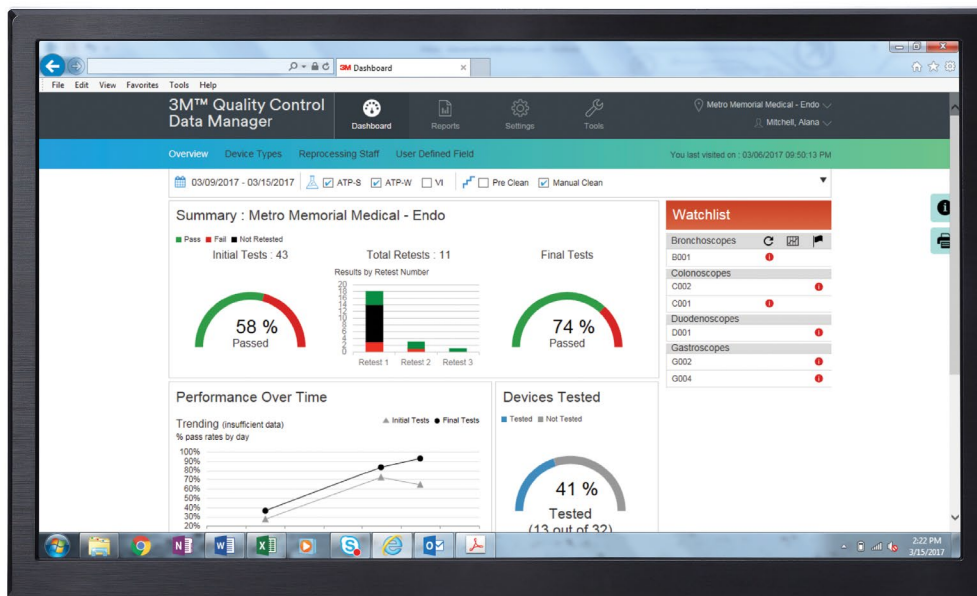 3M Dashboard ×
File Edit View Favorites Tools Help
3M™ Quality Control
Data Manager
Dashboard Reports Settings Tools
Metro Memorial Medical - Endo
Mitchell, Alana
Overview Device Types Reprocessing Staff User Defined Field You last visited on : 03/06/2017 09:50:13 PM
03/09/2017 - 03/15/2017 ATP-S ATP-W VI Pre Clean Manual Clean
Summary : Metro Memorial Medical - Endo
Pass Fail Not Retested
Initial Tests : 43
58 %
Passed
Total Retests : 11
Results by Retest Number
20
18
16
14
12
10
8
6
4
2
0
Retest 1 Retest 2 Retest 3
Final Tests
74 %
Passed
Watchlist
Bronchoscopes
B001
Colonoscopes
C002
C001
Duodenoscopes
D001
Gastroscopes
G002
G004
Performance Over Time
Trending (insufficient data)
Initial Tests Final Tests
% pass rates by day
100%
90%
80%
70%
60%
50%
40%
30%
20%
Devices Tested
Tested Not Tested
41 %
Tested
(13 out of 32)
2:22 PM
3/15/2017